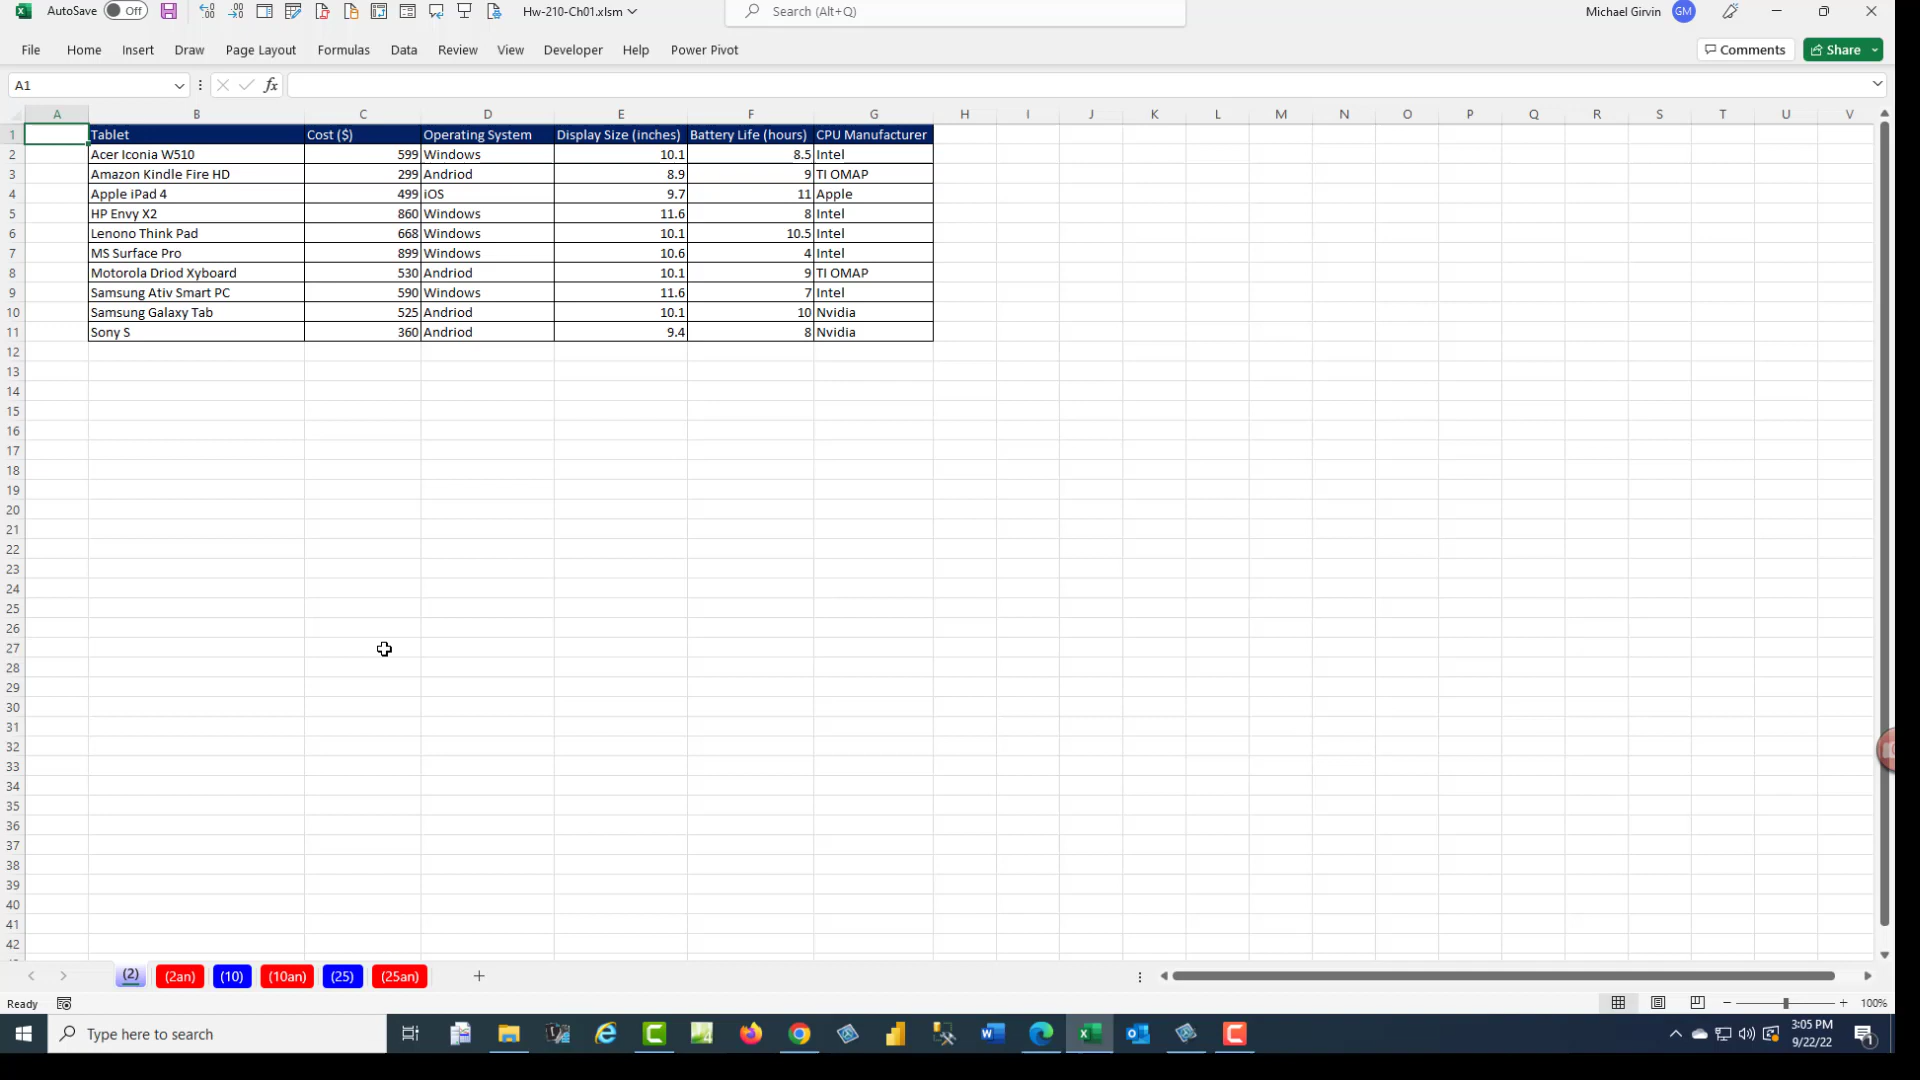 AutoSave Off Hw-210-Ch01.xlsm Search (Alt+Q) Michael Girvin GM
File Home Insert Draw Page Layout Formulas Data Review View Developer Help Power Pivot Comments Share
A1 fx
A B C D E F G H I J K L M N O P Q R S T U V
1 Tablet Cost ($) Operating System Display Size (inches) Battery Life (hours) CPU Manufacturer
2 Acer Iconia W510 599 Windows 10.1 8.5 Intel
3 Amazon Kindle Fire HD 299 Andriod 8.9 9 TI OMAP
4 Apple iPad 4 499 iOS 9.7 11 Apple
5 HP Envy X2 860 Windows 11.6 8 Intel
6 Lenono Think Pad 668 Windows 10.1 10.5 Intel
7 MS Surface Pro 899 Windows 10.6 4 Intel
8 Motorola Driod Xyboard 530 Andriod 10.1 9 TI OMAP
9 Samsung Ativ Smart PC 590 Windows 11.6 7 Intel
10 Samsung Galaxy Tab 525 Andriod 10.1 10 Nvidia
11 Sony S 360 Andriod 9.4 8 Nvidia
12
13
14
15
16
17
18
19
20
21
22
23
24
25
26
27
28
29
30
31
32
33
34
35
36
37
38
39
40
41
42
(2) (2an) (10) (10an) (25) (25an)
Ready 100%
Type here to search 3:05 PM
9/22/22